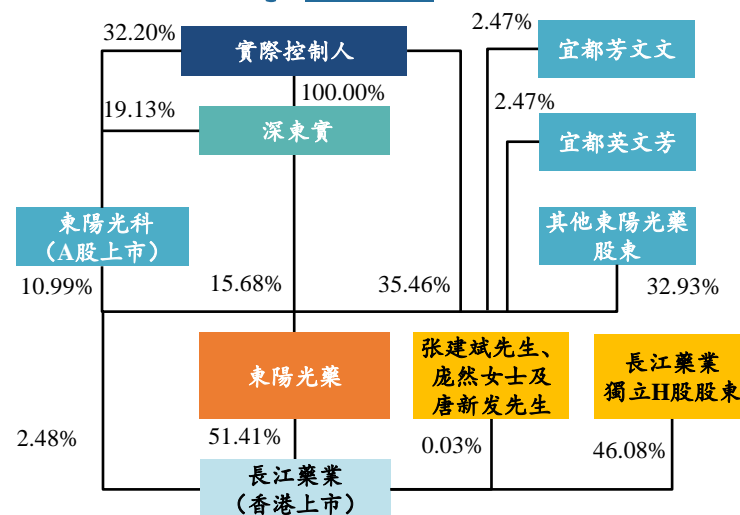 2.47%
32.20%
實際控制人
宜都芳文文
100.00%
2.47%
19.13%
深東實
宜都英文芳
東陽光科
（A股上市）
其他東陽光藥
股東
10.99%
15.68%
35.46%
32.93%
東陽光藥
张建斌先生、
庞然女士及
唐新发先生
長江藥業
獨立H股股東
2.48%
51.41%
0.03%
46.08%
長江藥業
（香港上市）